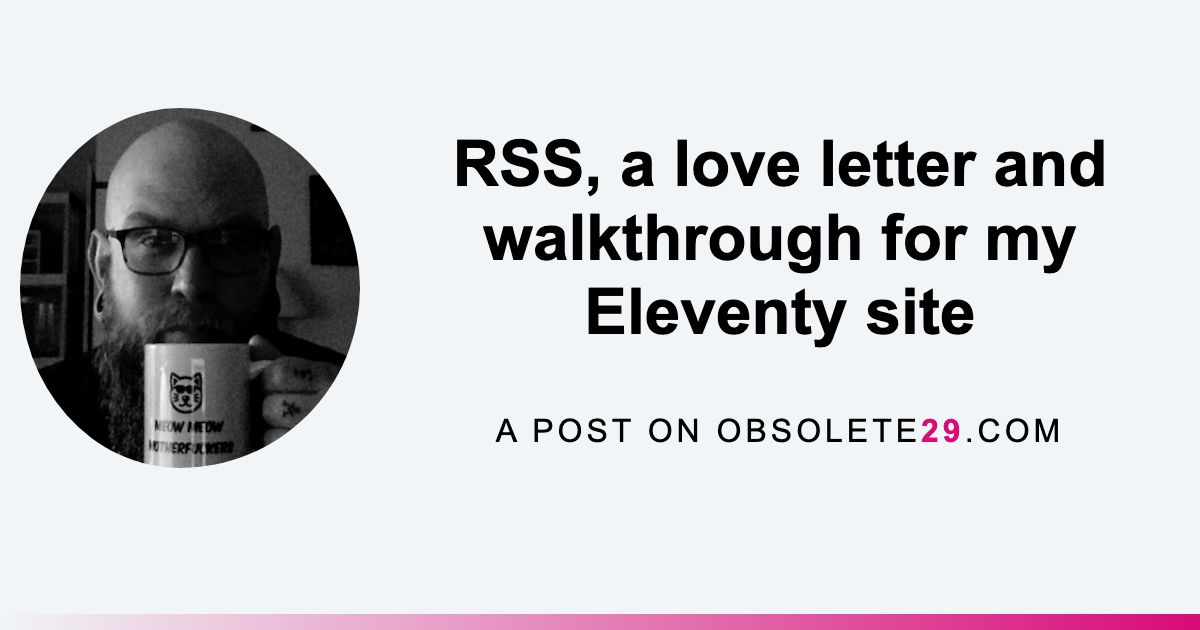 RSS, a love letter and
walkthrough for my
Eleventy site
A POST ON OBSOLETE29.COM
MEOW MEOW